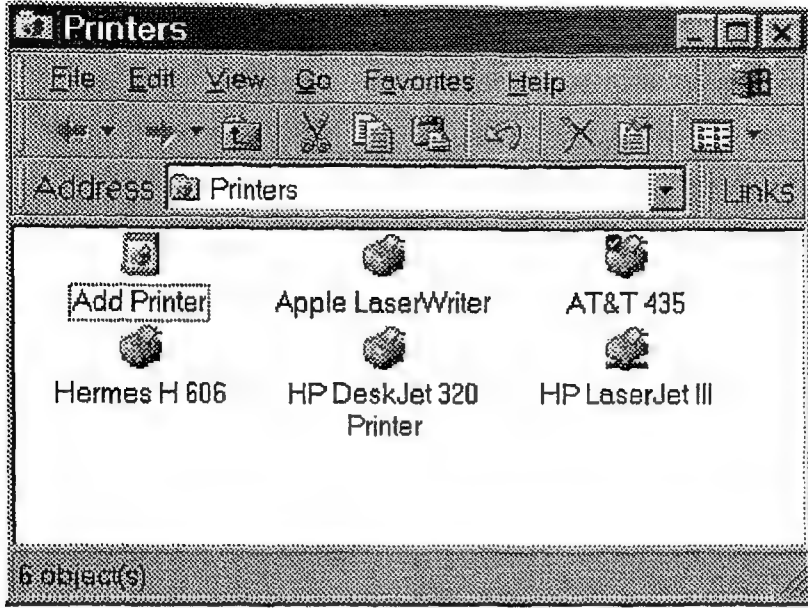 Printers
File Edit View Go Favorites Help
Address Printers Links
Add Printer Apple LaserWriter AT&T 435
Hermes H 606 HP DeskJet 320 Printer HP LaserJet III
6 object(s)